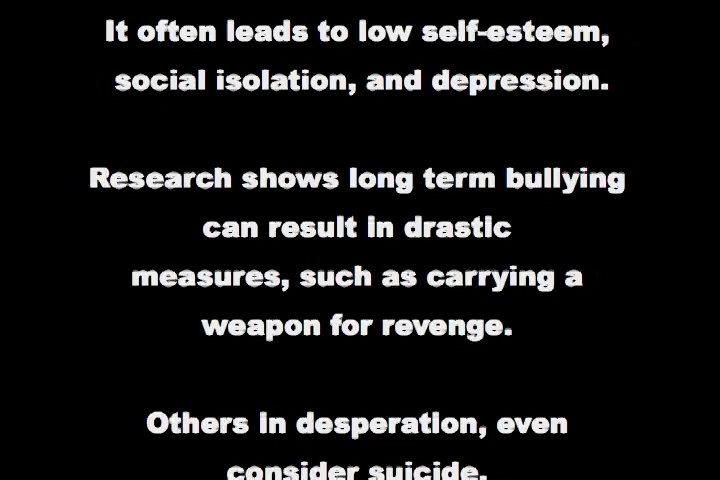 It often leads to low self-esteem,
social isolation, and depression.
Research shows long term bullying
can result in drastic
measures, such as carrying a
weapon for revenge.
Others in desperation, even
consider suicide.